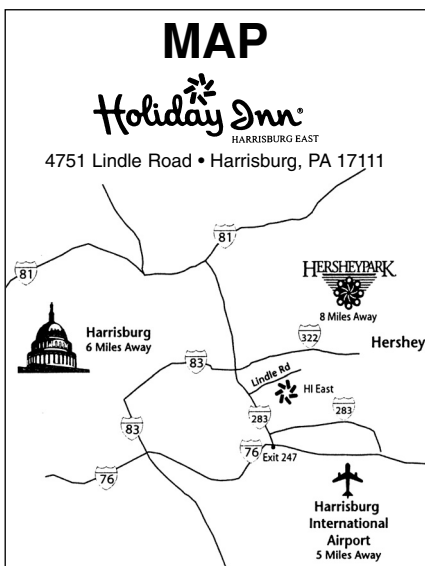 MAP
Holiday Inn®
HARRISBURG EAST
4751 Lindle Road • Harrisburg, PA 17111
81
81
HERSHEYPARK
8 Miles Away
Harrisburg
6 Miles Away
322
Hershey
83
Lindle Rd
HI East
283
283
83
76
Exit 247
76
Harrisburg
International
Airport
5 Miles Away